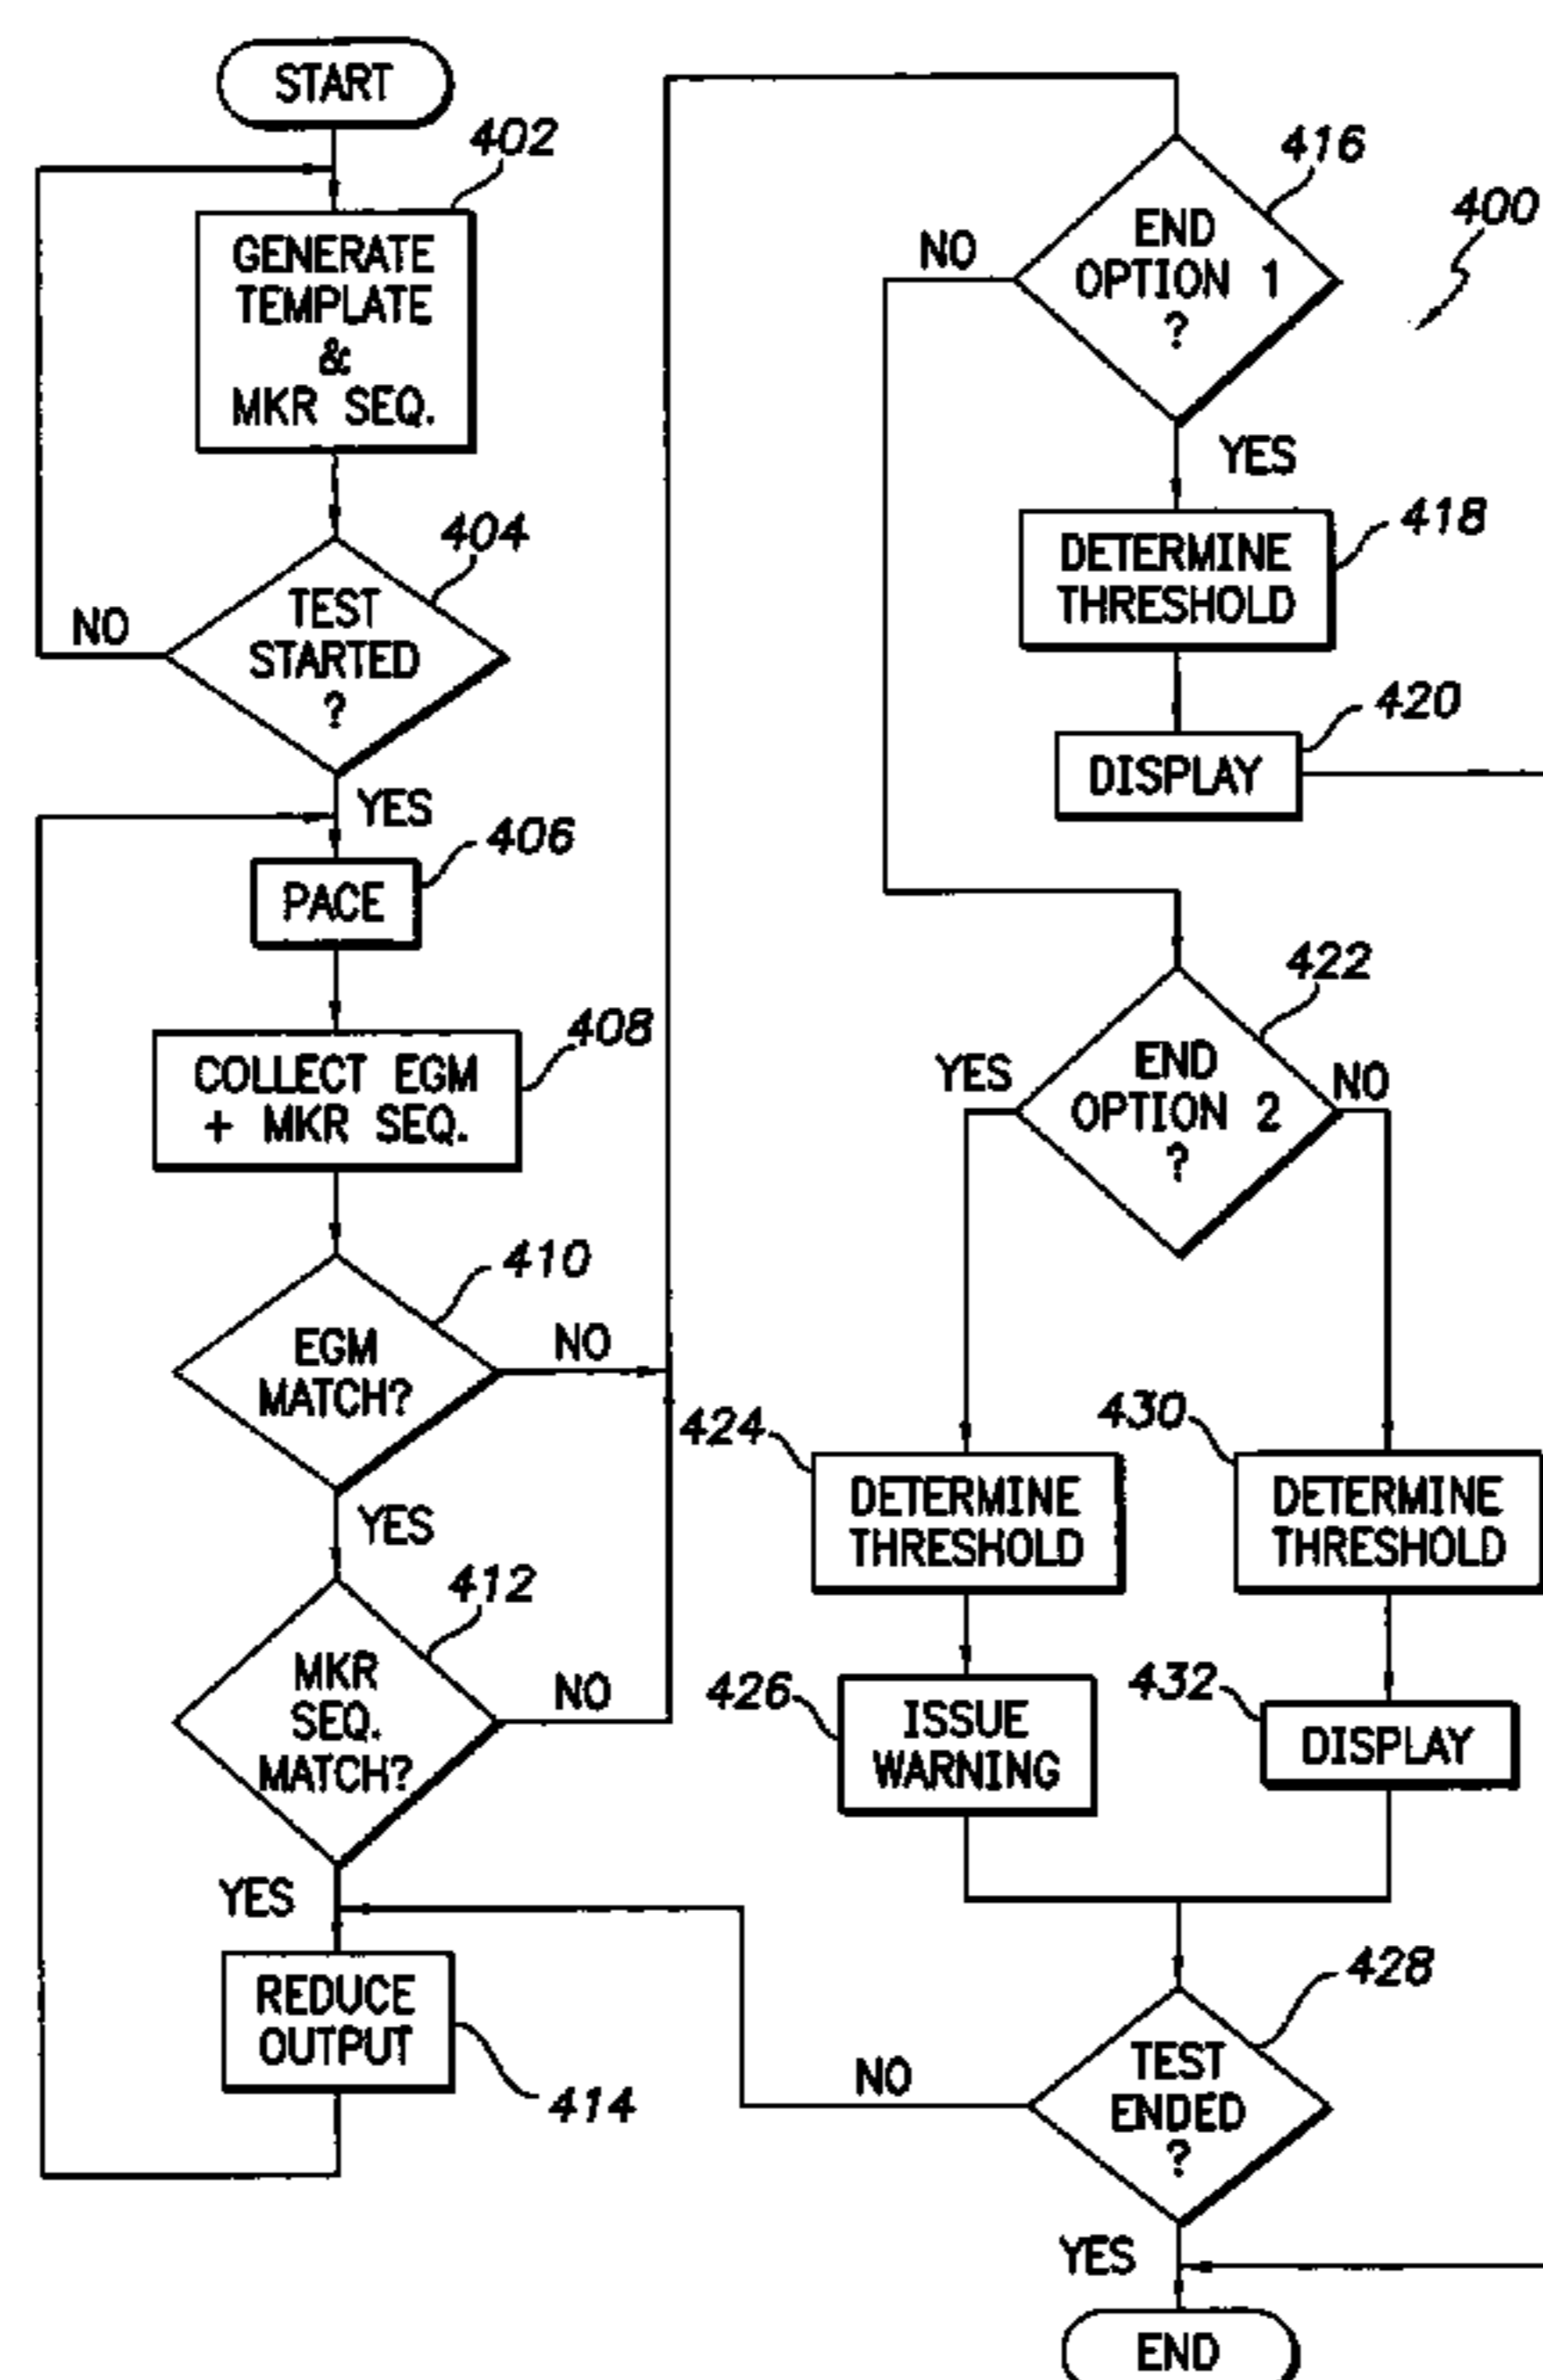 START
402
GENERATE
TEMPLATE
&
MKR SEQ.
404
TEST
STARTED
?
NO
YES
406
PACE
408
COLLECT EGM
+ MKR SEQ.
410
EGM
MATCH?
NO
YES
412
MKR
SEQ.
MATCH?
NO
YES
REDUCE
OUTPUT
414
400
416
END
OPTION 1
?
NO
YES
418
DETERMINE
THRESHOLD
420
DISPLAY
422
END
OPTION 2
?
YES
NO
424
DETERMINE
THRESHOLD
430
DETERMINE
THRESHOLD
426
ISSUE
WARNING
432
DISPLAY
428
TEST
ENDED
?
NO
YES
END